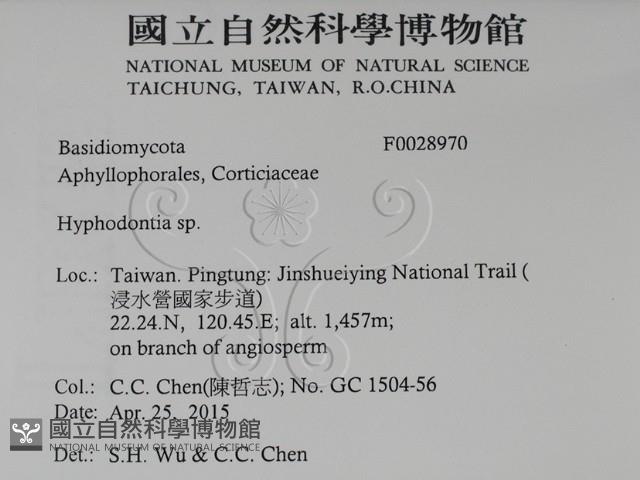 國立自然科學博物館
NATIONAL MUSEUM OF NATURAL SCIENCE
TAICHUNG, TAIWAN, R.O.CHINA
Basidiomycota F0028970
Aphyllophorales, Corticiaceae
Hyphodontia sp.
Loc.: Taiwan. Pingtung: Jinshueiying National Trail (
浸水營國家步道)
22.24.N, 120.45.E; alt. 1,457m;
on branch of angiosperm
Col.: C.C. Chen(陳哲志); No. GC 1504-56
Date: Apr. 25, 2015
國立自然科學博物館
NATIONAL MUSEUM OF NATURAL SCIENCE
Det.: S.H. Wu & C.C. Chen